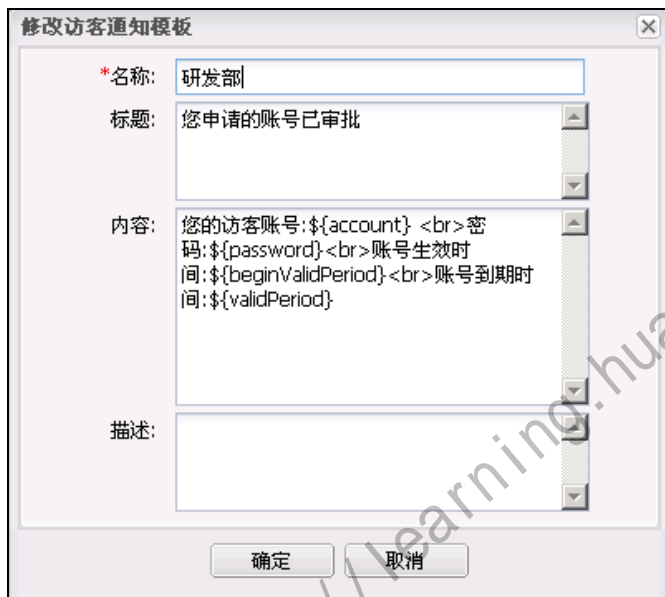 修改访客通知模板
*名称: 研发部
标题: 您申请的账号已审批
内容: 您的访客账号:${account} <br>密
码:${password}<br>账号生效时
间:${beginValidPeriod}<br>账号到期时
间:${validPeriod}
描述:
确定 取消
//learning.hua